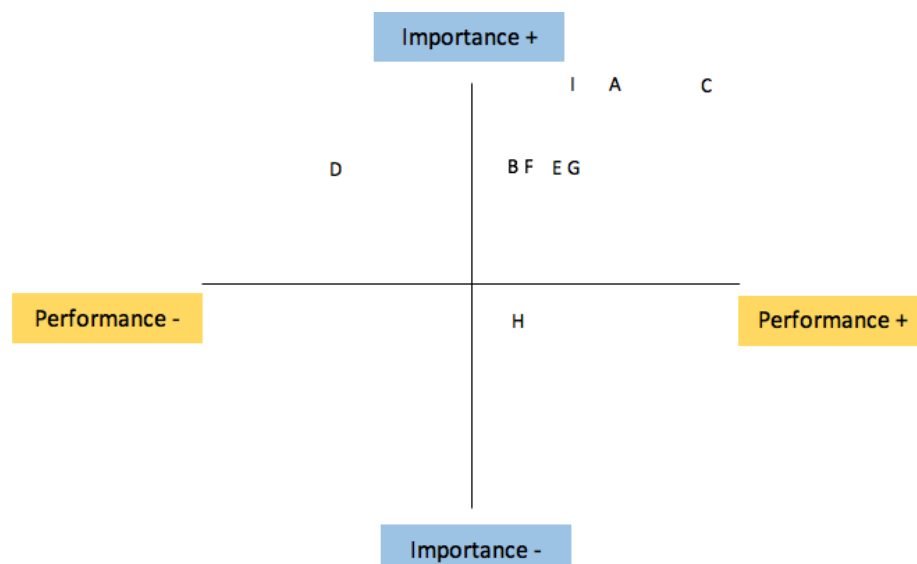 Importance +
I A C
D B F E G
Performance - H Performance +
Importance -